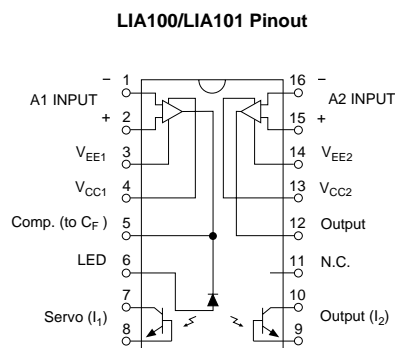 LIA100/LIA101 Pinout
− 1 16 −
A1 INPUT A2 INPUT
+ 2 15 +
VEE1 3 14 VEE2
VCC1 4 13 VCC2
Comp. (to CF ) 5 12 Output
LED 6 11 N.C.
7 10
Servo (I1) Output (I2)
8 9